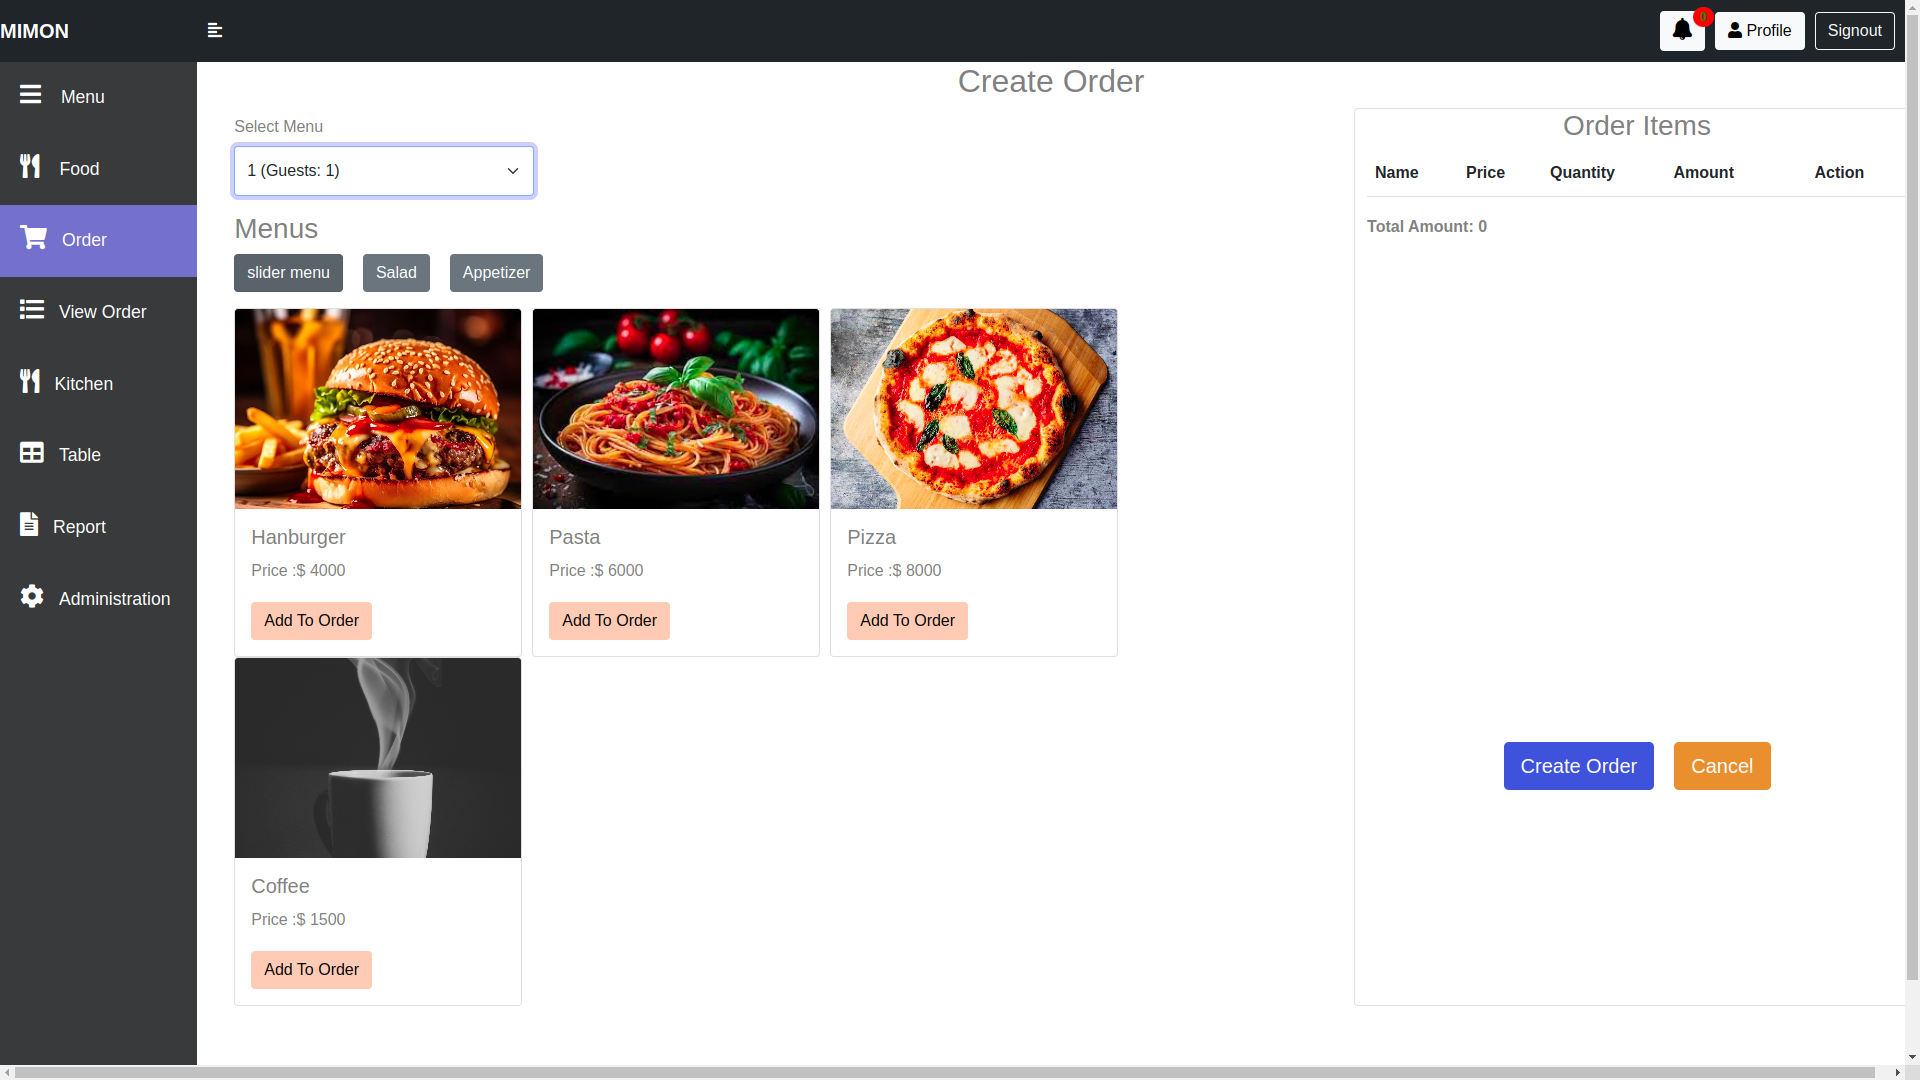 MIMON
0
Profile
Signout
Menu
Food
Order
View Order
Kitchen
Table
Report
Administration
Create Order
Select Menu
1 (Guests: 1)
Menus
slider menu
Salad
Appetizer
Hanburger
Price :$ 4000
Add To Order
Pasta
Price :$ 6000
Add To Order
Pizza
Price :$ 8000
Add To Order
Coffee
Price :$ 1500
Add To Order
Order Items
Name Price Quantity Amount Action
Total Amount: 0
Create Order
Cancel